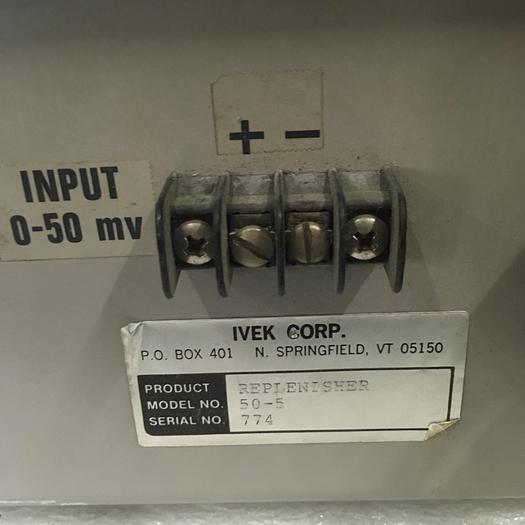 + -
INPUT
0-50 mv
IVEK CORP.
P.O. BOX 401 N. SPRINGFIELD, VT 05150
PRODUCT REPLENISHER
MODEL NO. 50-5
SERIAL NO. 774